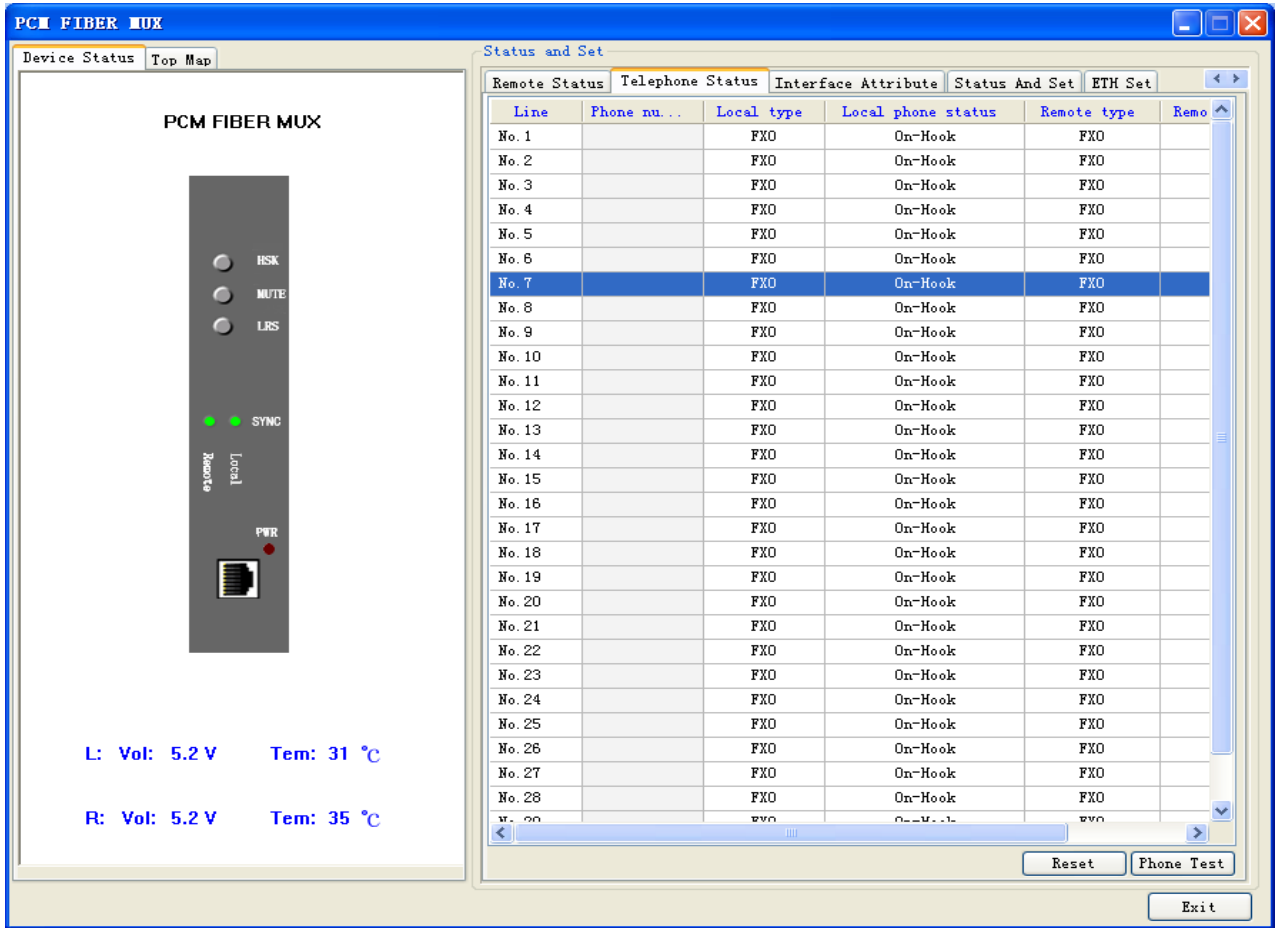 PCM FIBER MUX
Device Status Top Map
PCM FIBER MUX
HSK
MUTE
LRS
SYNC
Remote Local
PWR
L: Vol: 5.2 V Tem: 31 ℃
R: Vol: 5.2 V Tem: 35 ℃
Status and Set
Remote Status Telephone Status Interface Attribute Status And Set ETH Set
Line Phone nu... Local type Local phone status Remote type Remo
No.1 FXO On-Hook FXO
No.2 FXO On-Hook FXO
No.3 FXO On-Hook FXO
No.4 FXO On-Hook FXO
No.5 FXO On-Hook FXO
No.6 FXO On-Hook FXO
No.7 FXO On-Hook FXO
No.8 FXO On-Hook FXO
No.9 FXO On-Hook FXO
No.10 FXO On-Hook FXO
No.11 FXO On-Hook FXO
No.12 FXO On-Hook FXO
No.13 FXO On-Hook FXO
No.14 FXO On-Hook FXO
No.15 FXO On-Hook FXO
No.16 FXO On-Hook FXO
No.17 FXO On-Hook FXO
No.18 FXO On-Hook FXO
No.19 FXO On-Hook FXO
No.20 FXO On-Hook FXO
No.21 FXO On-Hook FXO
No.22 FXO On-Hook FXO
No.23 FXO On-Hook FXO
No.24 FXO On-Hook FXO
No.25 FXO On-Hook FXO
No.26 FXO On-Hook FXO
No.27 FXO On-Hook FXO
No.28 FXO On-Hook FXO
Reset Phone Test
Exit